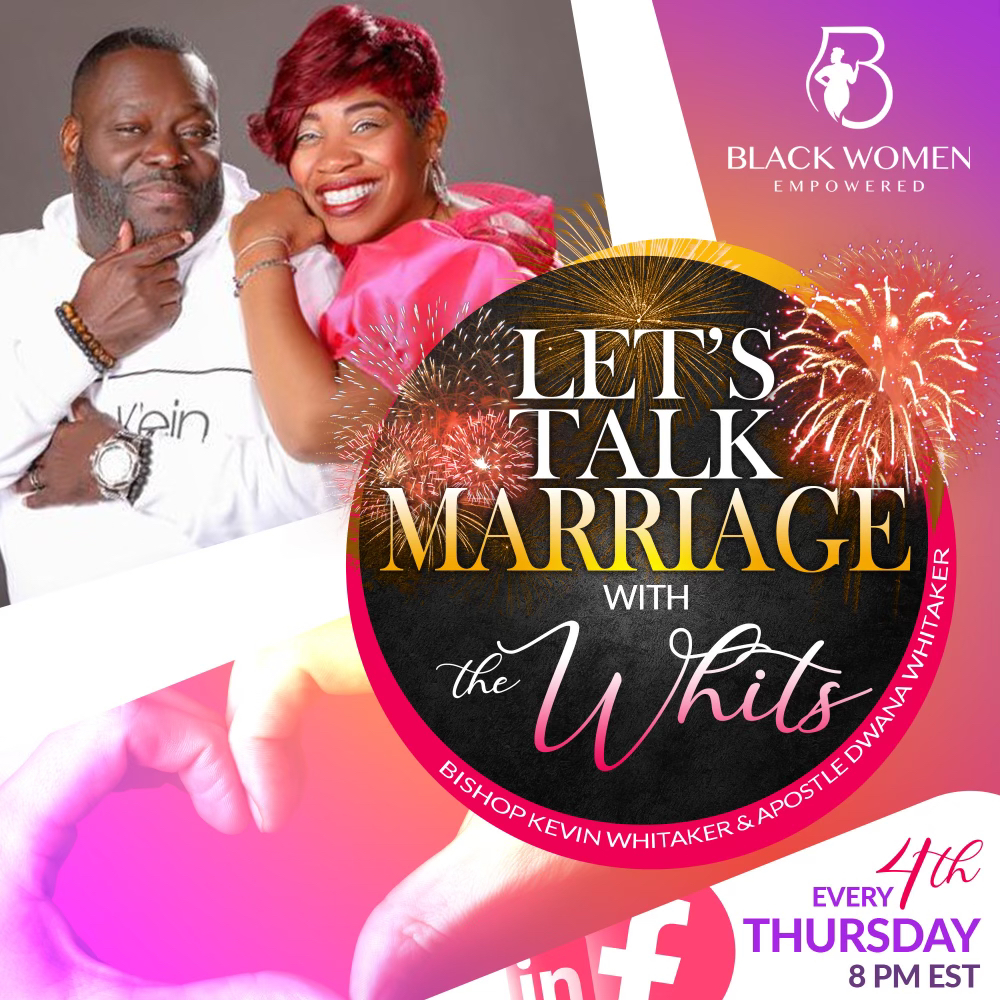 BLACK WOMEN
EMPOWERED
LET'S
TALK
MARRIAGE
WITH
the Whits
BISHOP KEVIN WHITAKER & APOSTLE DWANA WHITAKER
EVERY 4th
THURSDAY
8 PM EST
in f